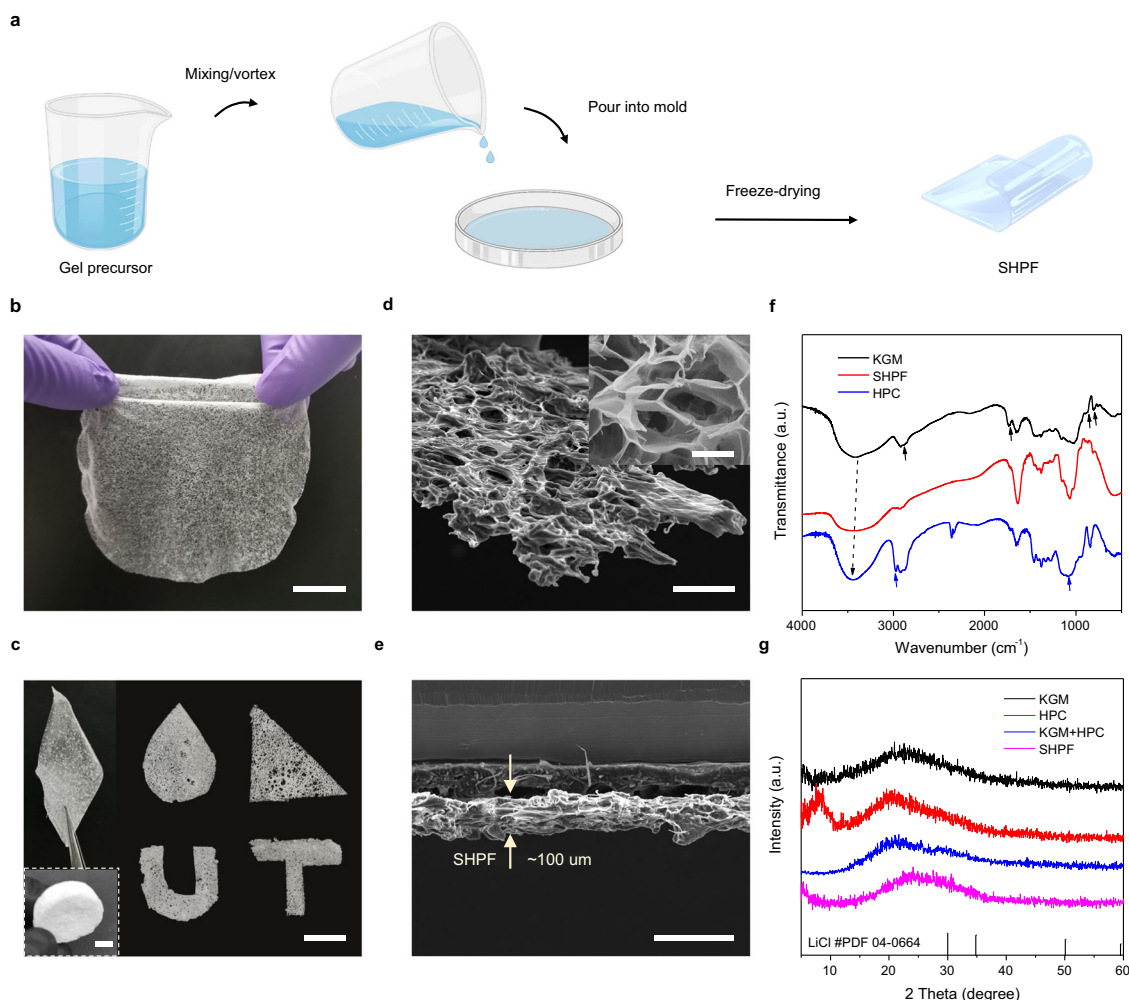 a
Mixing/vortex
Pour into mold
Freeze-drying
Gel precursor
SHPF
b
c
d
e
SHPF
~100 um
f
KGM
SHPF
HPC
Transmittance (a.u.)
4000 3000 2000 1000
Wavenumber (cm⁻¹)
g
KGM
HPC
KGM+HPC
SHPF
Intensity (a.u.)
LiCl #PDF 04-0664
10 20 30 40 50 60
2 Theta (degree)
U T